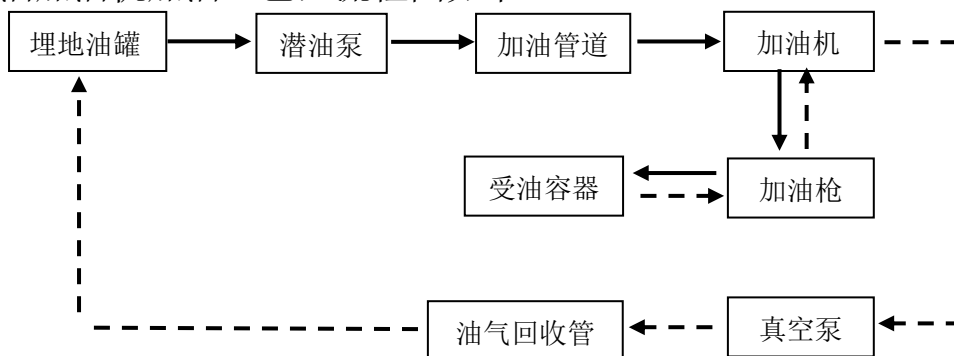 埋地油罐
潜油泵
加油管道
加油机
受油容器
加油枪
油气回收管
真空泵